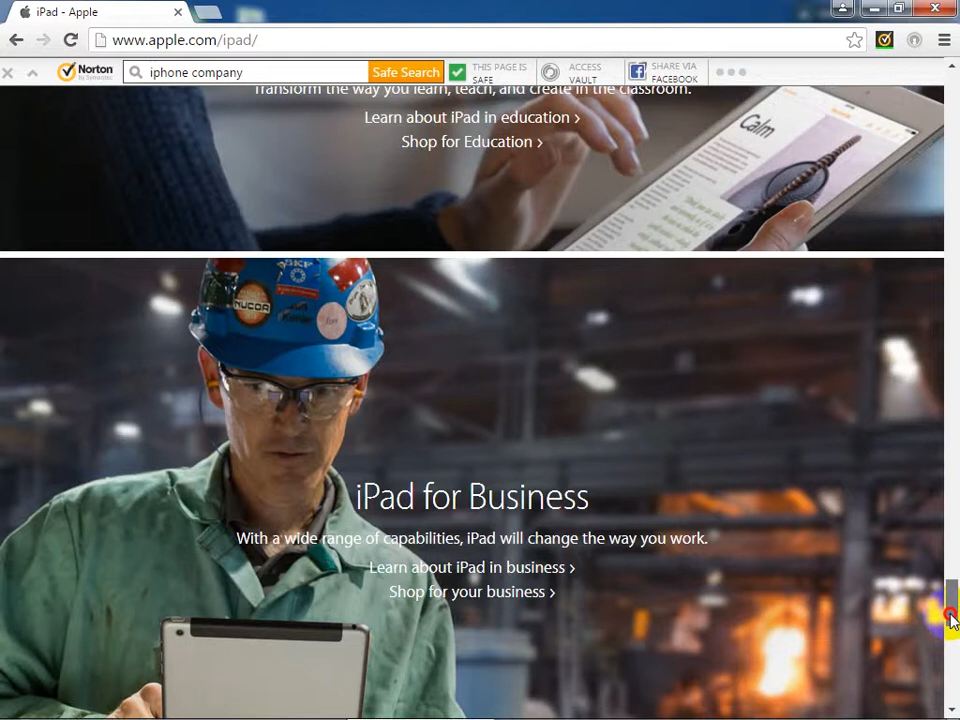 iPad - Apple
www.apple.com/ipad/
Norton
by Symantec
iphone company
Safe Search
THIS PAGE IS
SAFE
ACCESS
VAULT
SHARE VIA
FACEBOOK
Transform the way you learn, teach, and create in the classroom.
Learn about iPad in education >
Shop for Education >
Calm
SKF
NUCOR
iPad for Business
With a wide range of capabilities, iPad will change the way you work.
Learn about iPad in business >
Shop for your business >